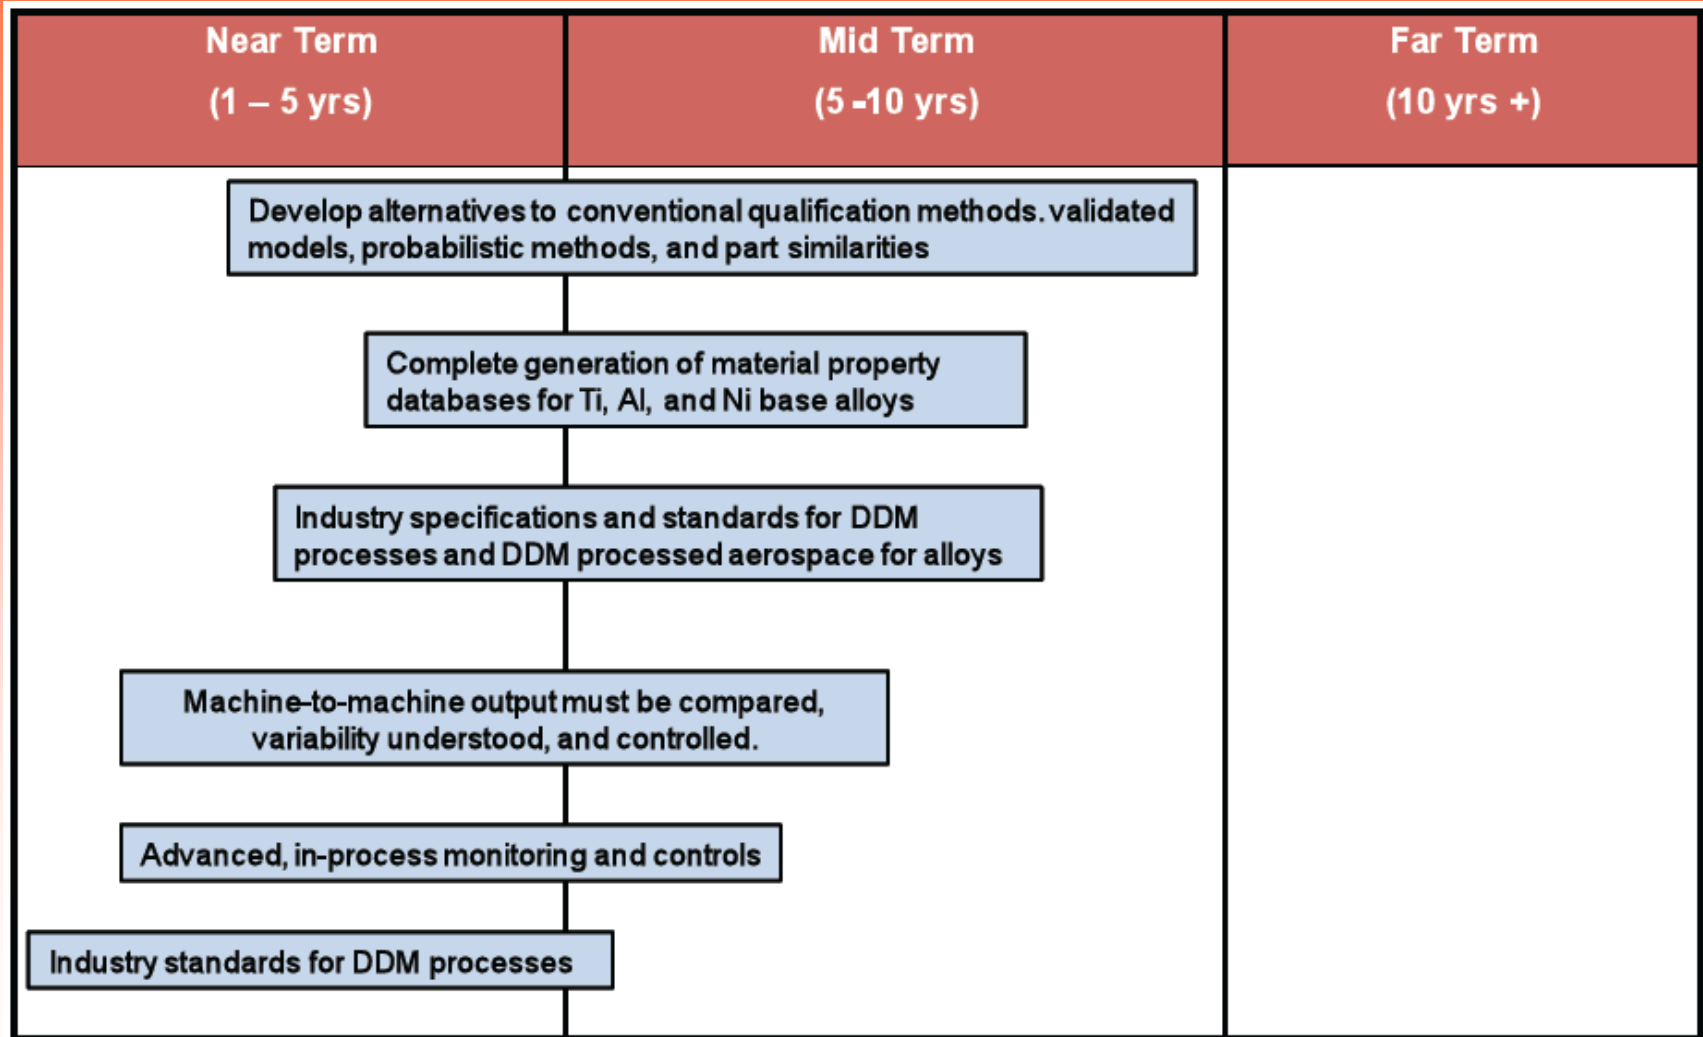 Near Term
(1 – 5 yrs)
Mid Term
(5 -10 yrs)
Far Term
(10 yrs +)
Develop alternatives to conventional qualification methods. validated
models, probabilistic methods, and part similarities
Complete generation of material property
databases for Ti, Al, and Ni base alloys
Industry specifications and standards for DDM
processes and DDM processed aerospace for alloys
Machine-to-machine output must be compared,
variability understood, and controlled.
Advanced, in-process monitoring and controls
Industry standards for DDM processes